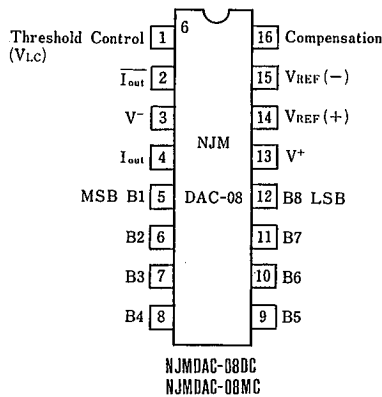 Threshold Control 1 6 16 Compensation
(VLC)
Iout 2 15 VREF(−)
V− 3 14 VREF(+)
NJM
Iout 4 13 V+
MSB B1 5 DAC-08 12 B8 LSB
B2 6 11 B7
B3 7 10 B6
B4 8 9 B5
NJMDAC-08DC
NJMDAC-08MC